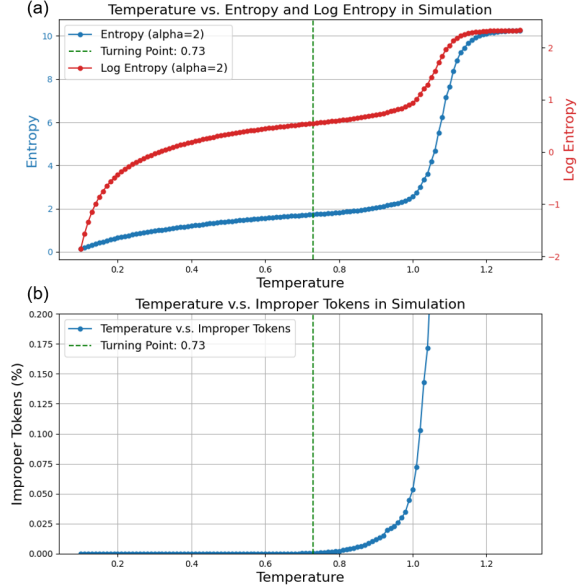 (a)
Temperature vs. Entropy and Log Entropy in Simulation
Entropy (alpha=2)
Turning Point: 0.73
Log Entropy (alpha=2)
10
8
6
4
2
0
Entropy
2
1
0
−1
−2
Log Entropy
0.2 0.4 0.6 0.8 1.0 1.2
Temperature
(b)
Temperature v.s. Improper Tokens in Simulation
Temperature v.s. Improper Tokens
Turning Point: 0.73
0.200
0.175
0.150
0.125
0.100
0.075
0.050
0.025
0.000
Improper Tokens (%)
0.2 0.4 0.6 0.8 1.0 1.2
Temperature